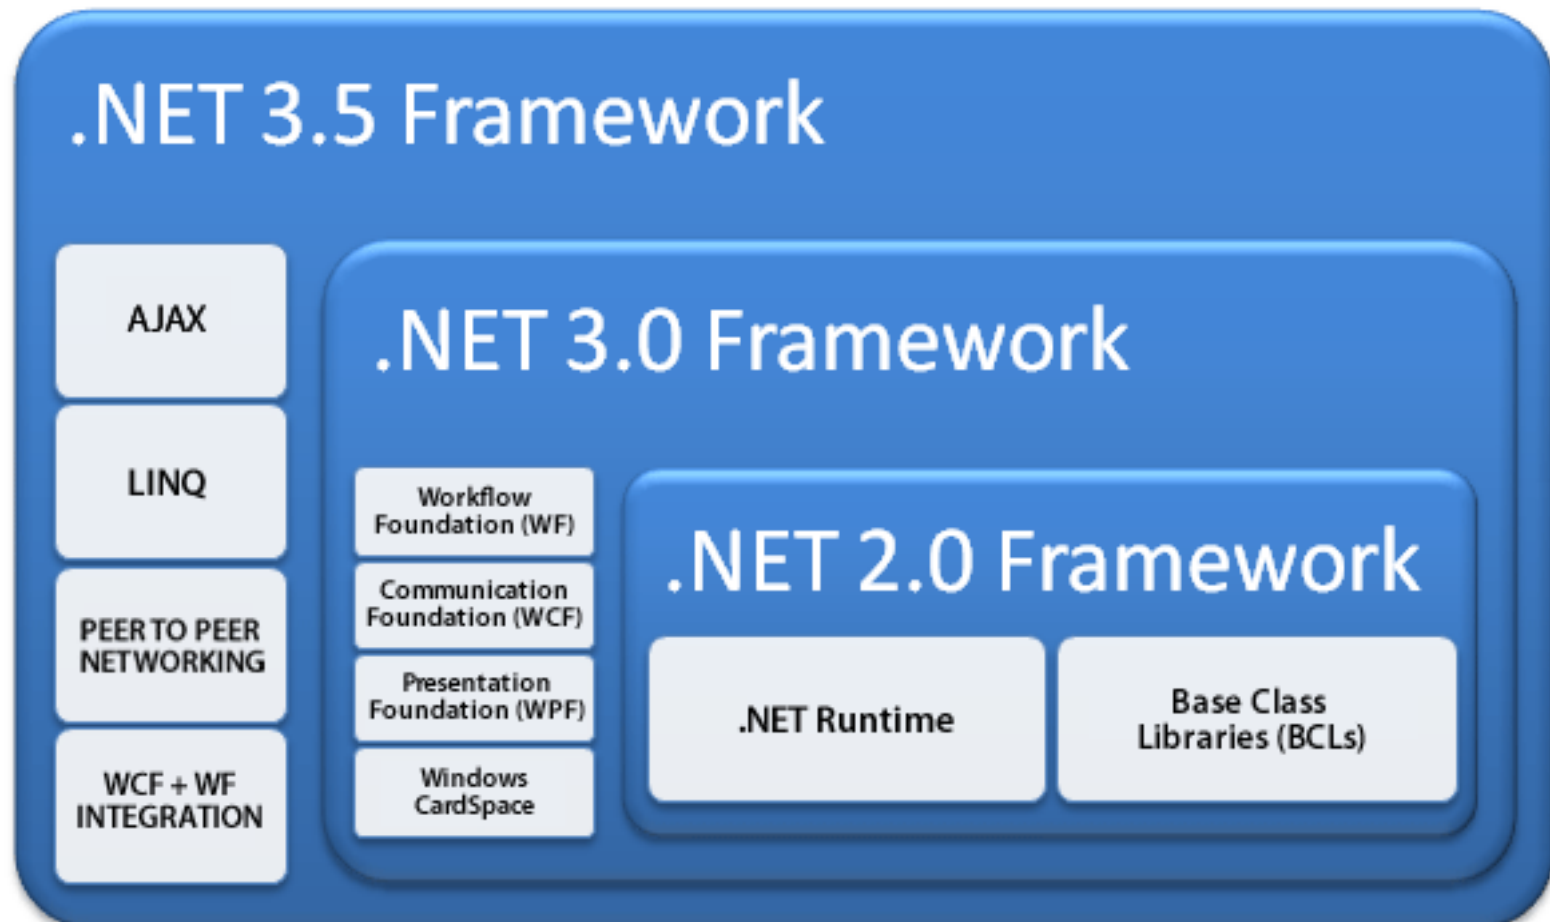 .NET 3.5 Framework
AJAX
LINQ
PEER TO PEER
NETWORKING
WCF + WF
INTEGRATION
.NET 3.0 Framework
Workflow
Foundation (WF)
Communication
Foundation (WCF)
Presentation
Foundation (WPF)
Windows
CardSpace
.NET 2.0 Framework
.NET Runtime
Base Class
Libraries (BCLs)